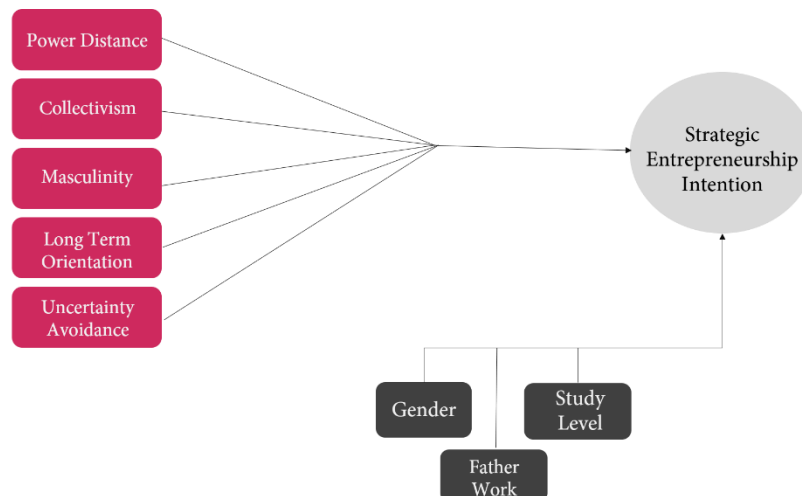 Power Distance
Collectivism
Masculinity
Long Term
Orientation
Uncertainty
Avoidance
Strategic
Entrepreneurship
Intention
Gender
Study
Level
Father
Work